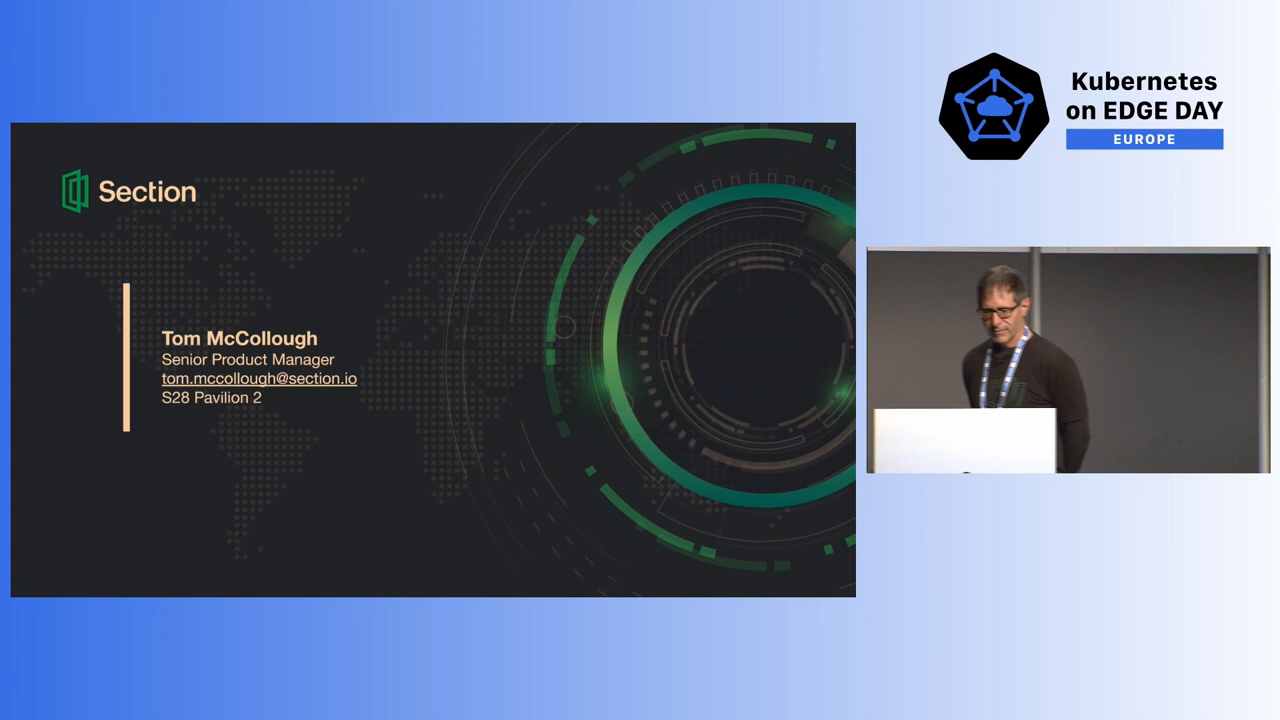 Kubernetes
on EDGE DAY
EUROPE
Section
Tom McCollough
Senior Product Manager
tom.mccollough@section.io
S28 Pavilion 2